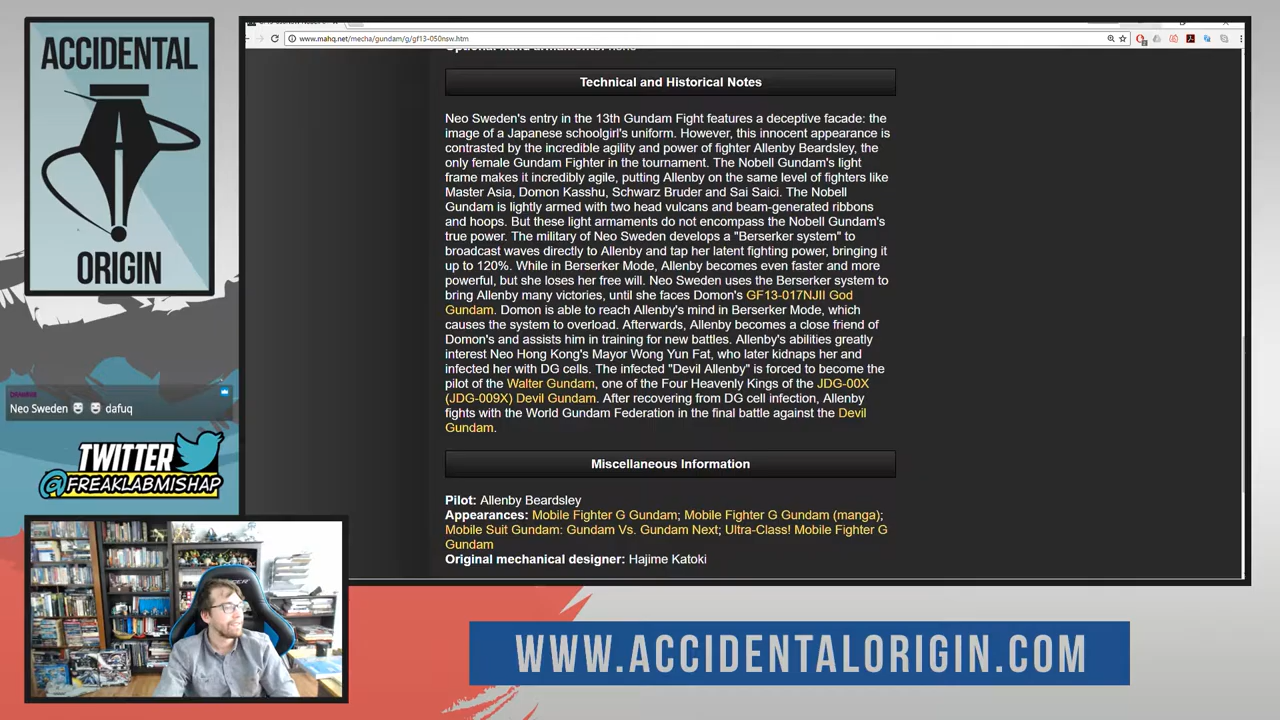 ACCIDENTAL
ORIGIN
www.mahq.net/mecha/gundam/g/gf13-050nsw.htm
Technical and Historical Notes
Neo Sweden's entry in the 13th Gundam Fight features a deceptive facade: the
image of a Japanese schoolgirl's uniform. However, this innocent appearance is
contrasted by the incredible agility and power of fighter Allenby Beardsley, the
only female Gundam Fighter in the tournament. The Nobell Gundam's light
frame makes it incredibly agile, putting Allenby on the same level of fighters like
Master Asia, Domon Kasshu, Schwarz Bruder and Sai Saici. The Nobell
Gundam is lightly armed with two head vulcans and beam-generated ribbons
and hoops. But these light armaments do not encompass the Nobell Gundam's
true power. The military of Neo Sweden develops a "Berserker system" to
broadcast waves directly to Allenby and tap her latent fighting power, bringing it
up to 120%. While in Berserker Mode, Allenby becomes even faster and more
powerful, but she loses her free will. Neo Sweden uses the Berserker system to
bring Allenby many victories, until she faces Domon's GF13-017NJII God
Gundam. Domon is able to reach Allenby's mind in Berserker Mode, which
causes the system to overload. Afterwards, Allenby becomes a close friend of
Domon's and assists him in training for new battles. Allenby's abilities greatly
interest Neo Hong Kong's Mayor Wong Yun Fat, who later kidnaps her and
infected her with DG cells. The infected "Devil Allenby" is forced to become the
pilot of the Walter Gundam, one of the Four Heavenly Kings of the JDG-00X
(JDG-009X) Devil Gundam. After recovering from DG cell infection, Allenby
fights with the World Gundam Federation in the final battle against the Devil
Gundam.
Miscellaneous Information
Pilot: Allenby Beardsley
Appearances: Mobile Fighter G Gundam; Mobile Fighter G Gundam (manga);
Mobile Suit Gundam: Gundam Vs. Gundam Next; Ultra-Class! Mobile Fighter G
Gundam
Original mechanical designer: Hajime Katoki
Neo Sweden dafuq
TWITTER
@FREAKLABMISHAP
WWW.ACCIDENTALORIGIN.COM